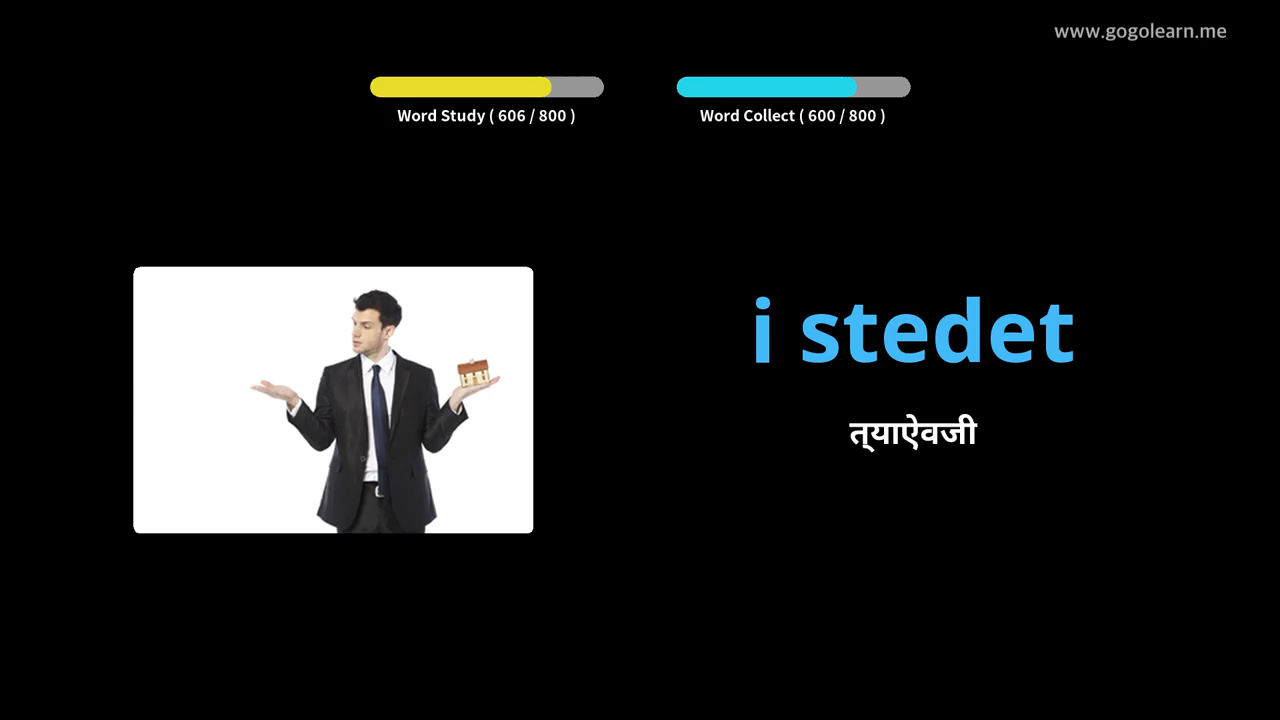 www.gogolearn.me
Word Study ( 606 / 800 )
Word Collect ( 600 / 800 )
i stedet
त्याऐवजी